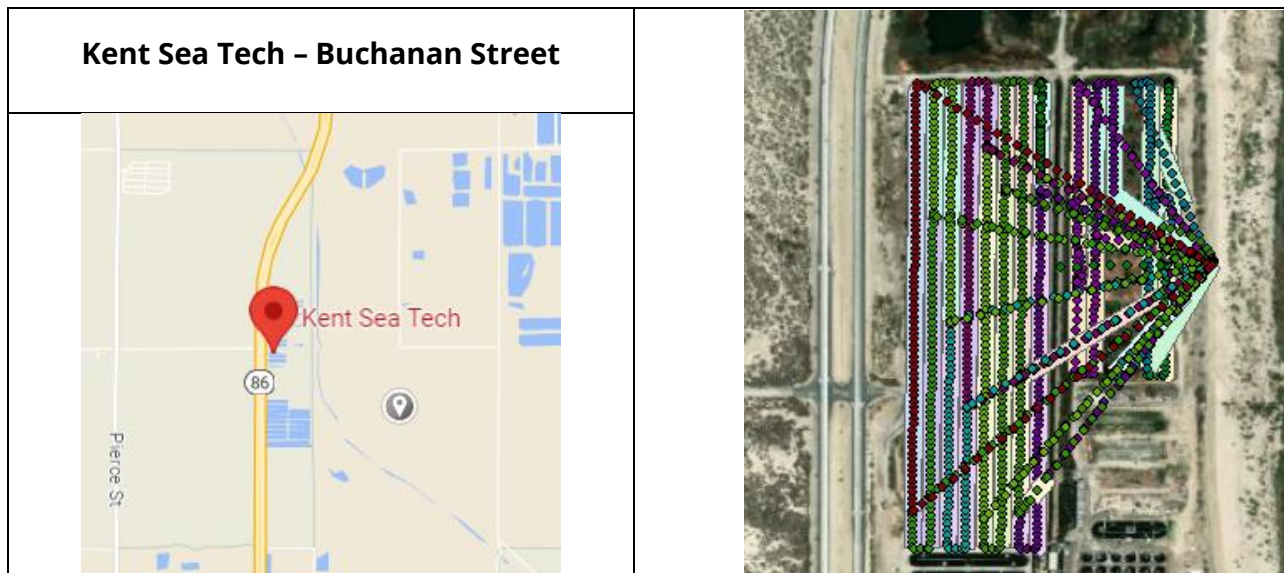 Kent Sea Tech – Buchanan Street
Kent Sea Tech
86
Pierce St